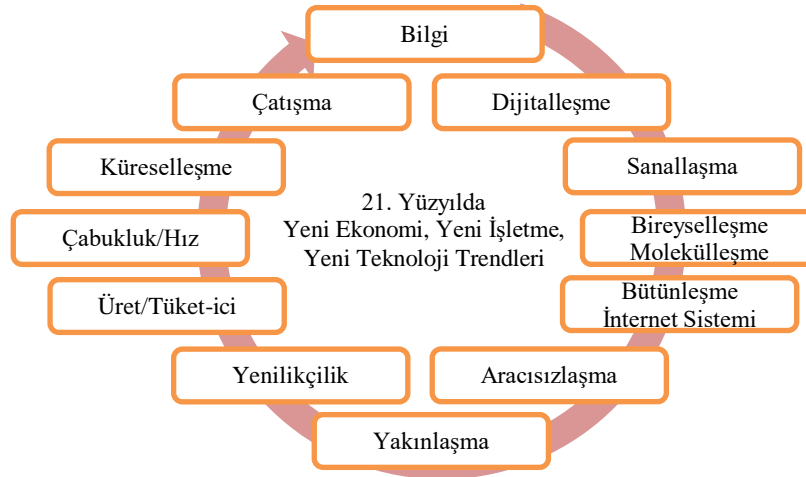 Bilgi
Dijitalleşme
Sanallaşma
Bireyselleşme
Molekülleşme
Bütünleşme
İnternet Sistemi
Aracısızlaşma
Yakınlaşma
Yenilikçilik
Üret/Tüket-ici
Çabukluk/Hız
Küreselleşme
Çatışma
21. Yüzyılda
Yeni Ekonomi, Yeni İşletme,
Yeni Teknoloji Trendleri